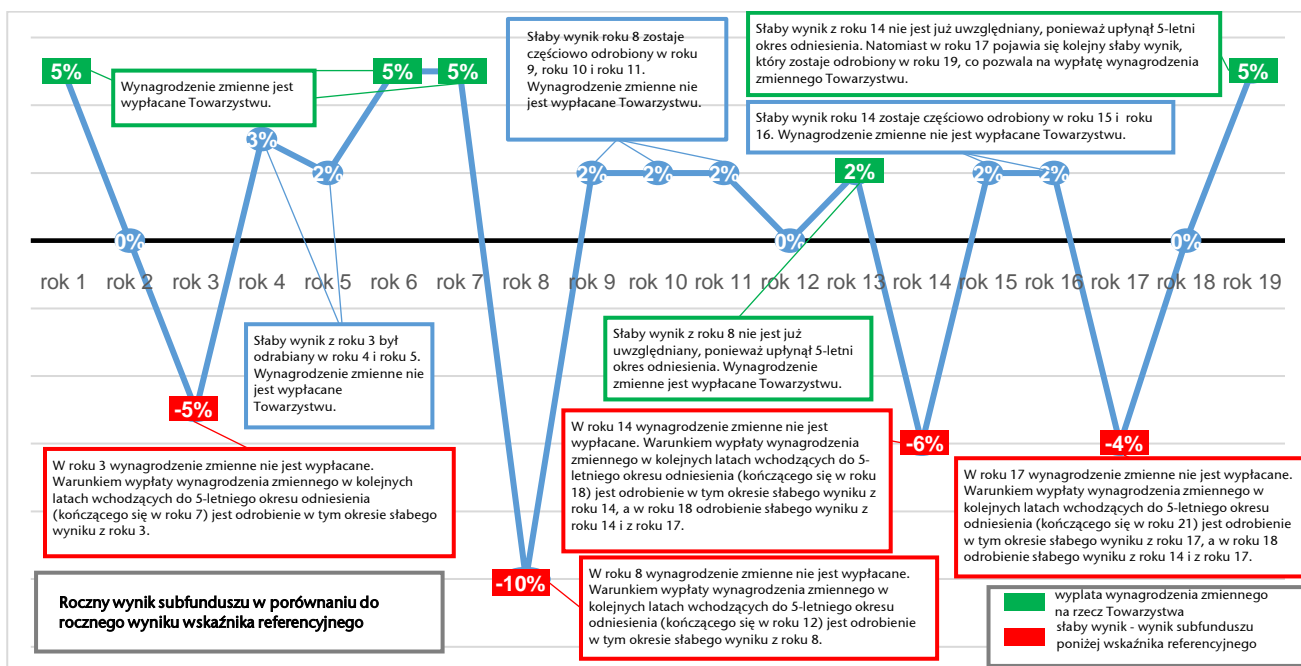 Słaby wynik roku 8 zostaje
częściowo odrobiony w roku
9, roku 10 i roku 11.
Wynagrodzenie zmienne nie
jest wypłacane Towarzystwu.
Słaby wynik z roku 14 nie jest już uwzględniany, ponieważ upłynął 5-letni
okres odniesienia. Natomiast w roku 17 pojawia się kolejny słaby wynik,
który zostaje odrobiony w roku 19, co pozwala na wypłatę wynagrodzenia
zmiennego Towarzystwu.
5%
Wynagrodzenie zmienne jest
wypłacane Towarzystwu.
5%
5%
5%
Słaby wynik roku 14 zostaje częściowo odrobiony w roku 15 i roku
16. Wynagrodzenie zmienne nie jest wypłacane Towarzystwu.
3%
2%
2%
2%
2%
2%
2%
2%
0%
0%
0%
rok 1
rok 2
rok 3
rok 4
rok 5
rok 6
rok 7
rok 8
rok 9
rok 10
rok 11
rok 12
rok 13
rok 14
rok 15
rok 16
rok 17
rok 18
rok 19
Słaby wynik z roku 3 był
odrabiany w roku 4 i roku 5.
Wynagrodzenie zmienne nie
jest wypłacane
Towarzystwu.
Słaby wynik z roku 8 nie jest już
uwzględniany, ponieważ upłynął 5-letni
okres odniesienia. Wynagrodzenie
zmienne jest wypłacane Towarzystwu.
-5%
-6%
-4%
-10%
W roku 3 wynagrodzenie zmienne nie jest wypłacane.
Warunkiem wypłaty wynagrodzenia zmiennego w kolejnych
latach wchodzących do 5-letniego okresu odniesienia
(kończącego się w roku 7) jest odrobienie w tym okresie słabego
wyniku z roku 3.
W roku 14 wynagrodzenie zmienne nie jest
wypłacane. Warunkiem wypłaty wynagrodzenia
zmiennego w kolejnych latach wchodzących do 5-
letniego okresu odniesienia (kończącego się w roku
18) jest odrobienie w tym okresie słabego wyniku z
roku 14, a w roku 18 odrobienie słabego wyniku z
roku 14 i z roku 17.
W roku 17 wynagrodzenie zmienne nie jest wypłacane.
Warunkiem wypłaty wynagrodzenia zmiennego w
kolejnych latach wchodzących do 5-letniego okresu
odniesienia (kończącego się w roku 21) jest odrobienie
w tym okresie słabego wyniku z roku 17, a w roku 18
odrobienie słabego wyniku z roku 14 i z roku 17.
W roku 8 wynagrodzenie zmienne nie jest wypłacane.
Warunkiem wypłaty wynagrodzenia zmiennego w
kolejnych latach wchodzących do 5-letniego okresu
odniesienia (kończącego się w roku 12) jest odrobienie
w tym okresie słabego wyniku z roku 8.
Roczny wynik subfunduszu w porównaniu do
rocznego wyniku wskaźnika referencyjnego
wyplata wynagrodzenia zmiennego
na rzecz Towarzystwa
słaby wynik - wynik subfunduszu
poniżej wskaźnika referencyjnego